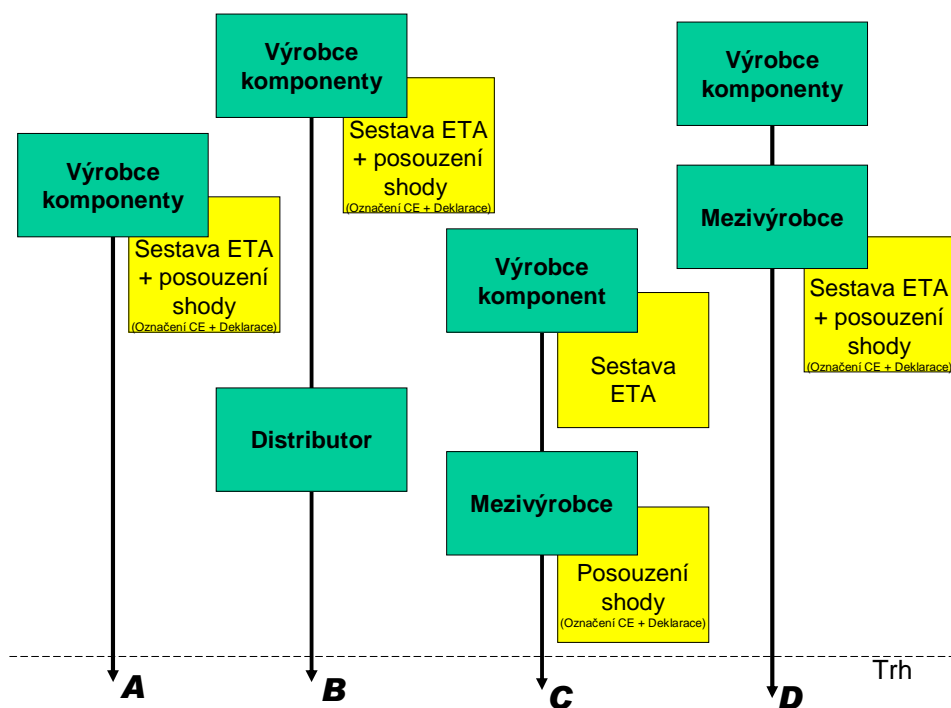 Výrobce
komponenty
Sestava ETA
+ posouzení
shody
(Označení CE + Deklarace)
A
Výrobce
komponenty
Sestava ETA
+ posouzení
shody
(Označení CE + Deklarace)
Distributor
B
Výrobce
komponent
Sestava
ETA
Mezivýrobce
Posouzení
shody
(Označení CE + Deklarace)
C
Výrobce
komponenty
Mezivýrobce
Sestava ETA
+ posouzení
shody
(Označení CE + Deklarace)
D
Trh